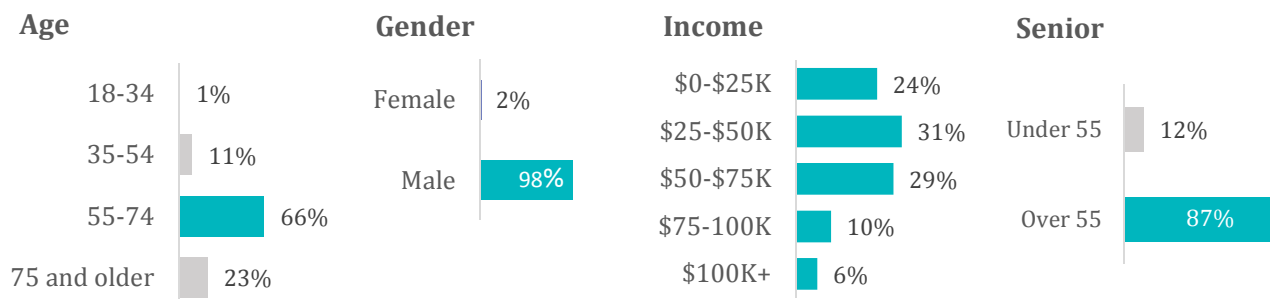 Age
18-34 1%
35-54 11%
55-74 66%
75 and older 23%
Gender
Female 2%
Male 98%
Income
$0-$25K 24%
$25-$50K 31%
$50-$75K 29%
$75-100K 10%
$100K+ 6%
Senior
Under 55 12%
Over 55 87%